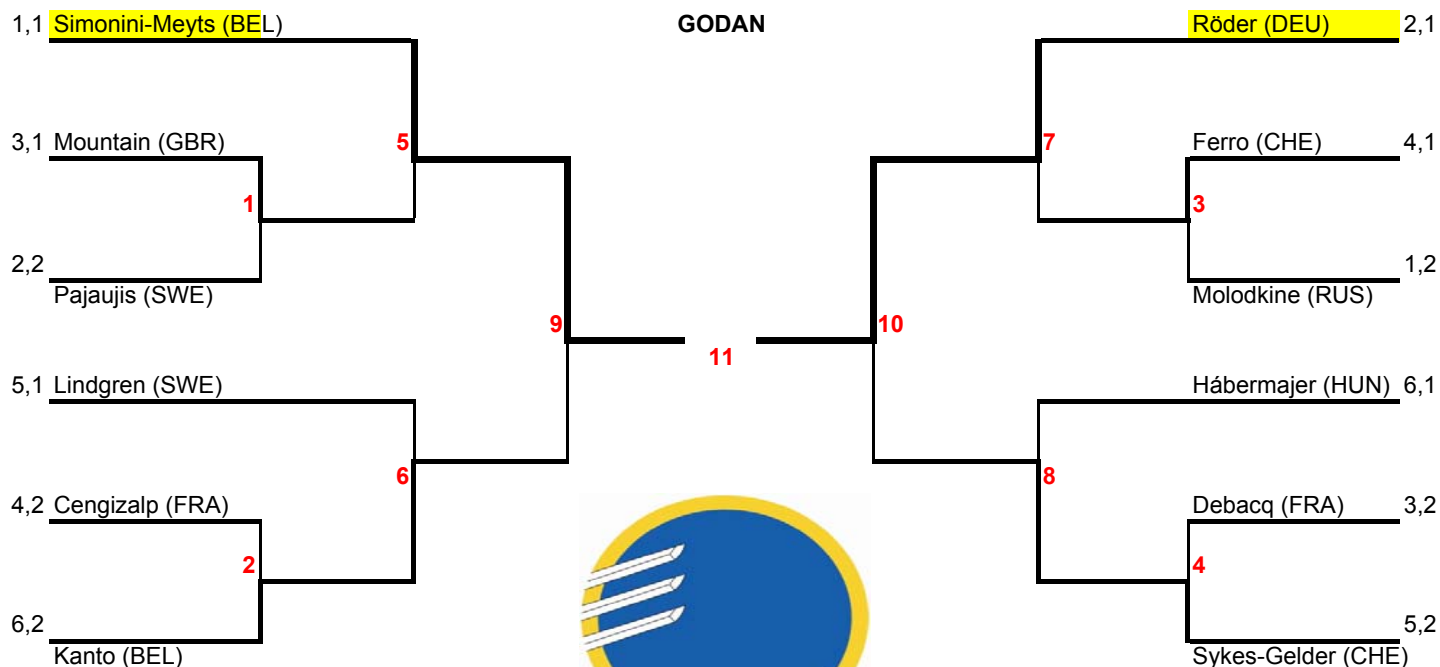 GODAN
1,1 Simonini-Meyts (BEL)
3,1 Mountain (GBR)
5
1
2,2
Pajaujis (SWE)
9
5,1 Lindgren (SWE)
6
4,2 Cengizalp (FRA)
2
6,2
Kanto (BEL)
11
Röder (DEU) 2,1
7
Ferro (CHE) 4,1
3
1,2
Molodkine (RUS)
10
Hábermajer (HUN) 6,1
8
Debacq (FRA) 3,2
4
5,2
Sykes-Gelder (CHE)